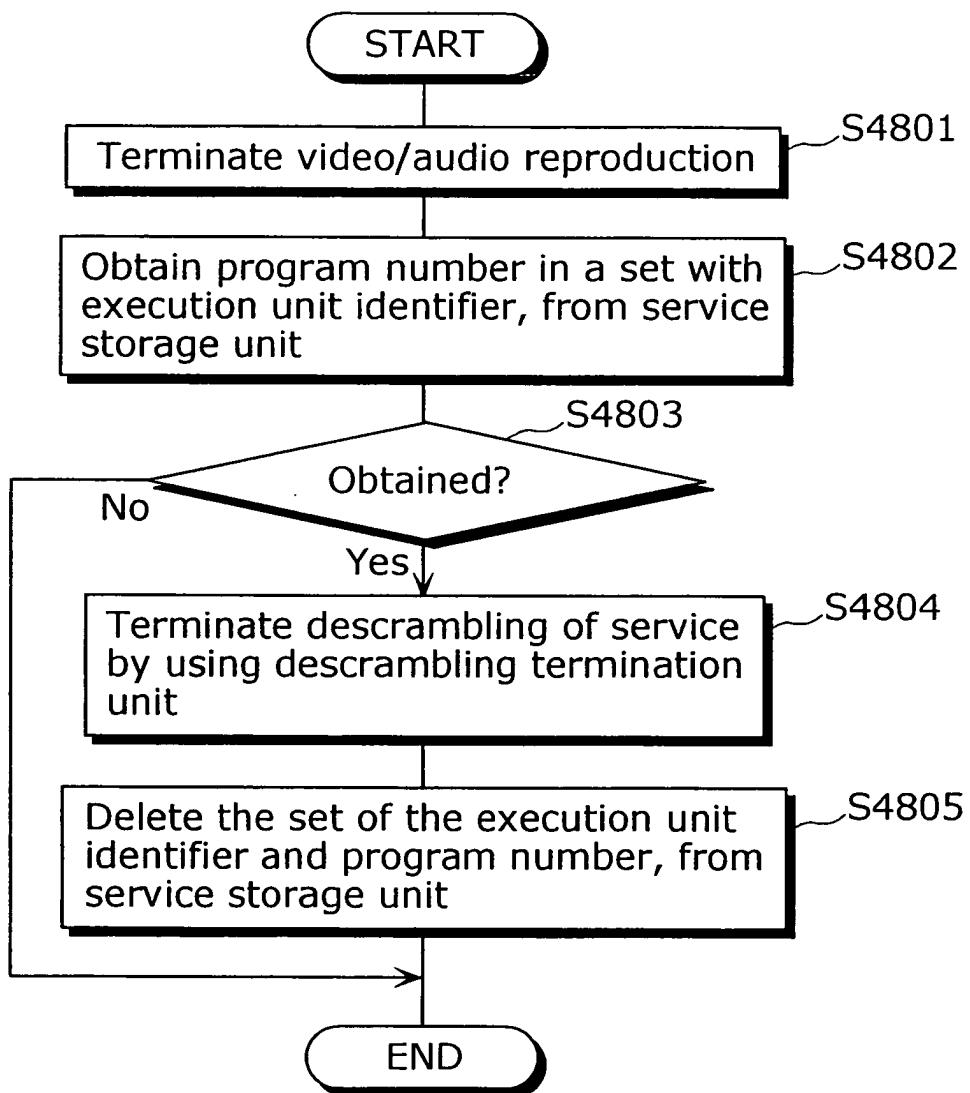 START
S4801
Terminate video/audio reproduction
S4802
Obtain program number in a set with
execution unit identifier, from service
storage unit
S4803
Obtained?
No
Yes
S4804
Terminate descrambling of service
by using descrambling termination
unit
S4805
Delete the set of the execution unit
identifier and program number, from
service storage unit
END